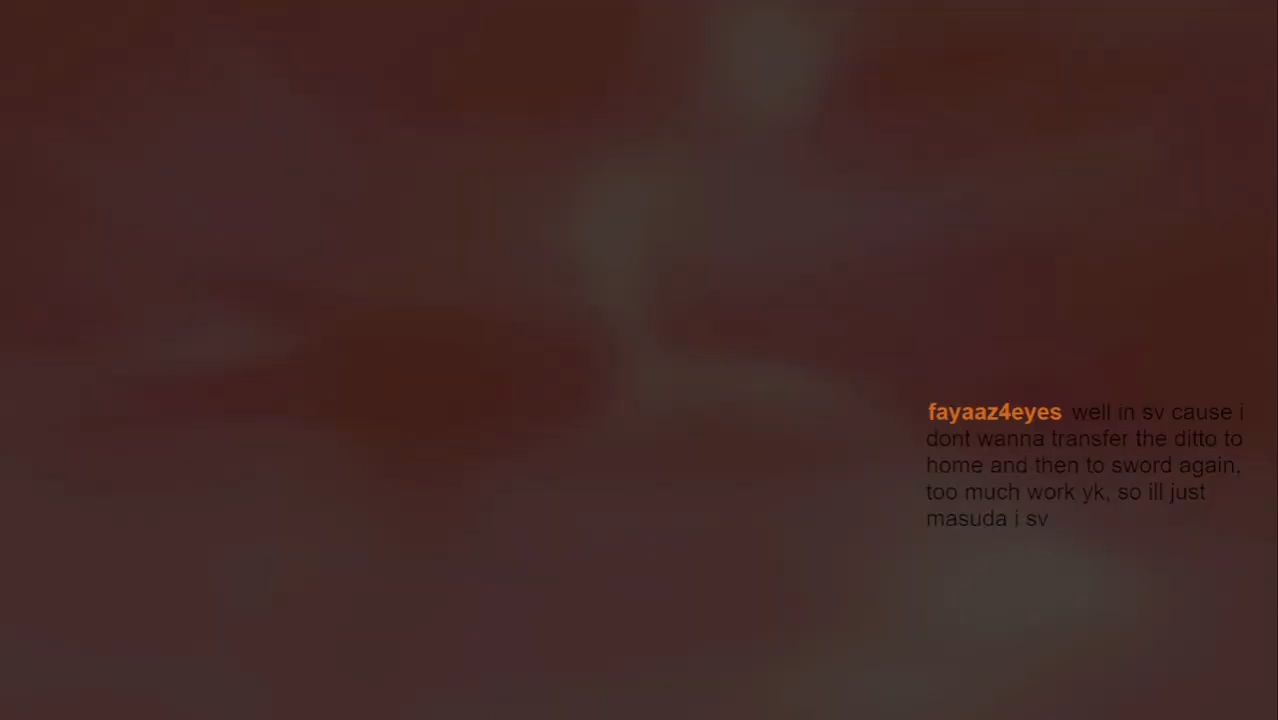 fayaaz4eyes well in sv cause i
dont wanna transfer the ditto to
home and then to sword again,
too much work yk, so ill just
masuda i sv